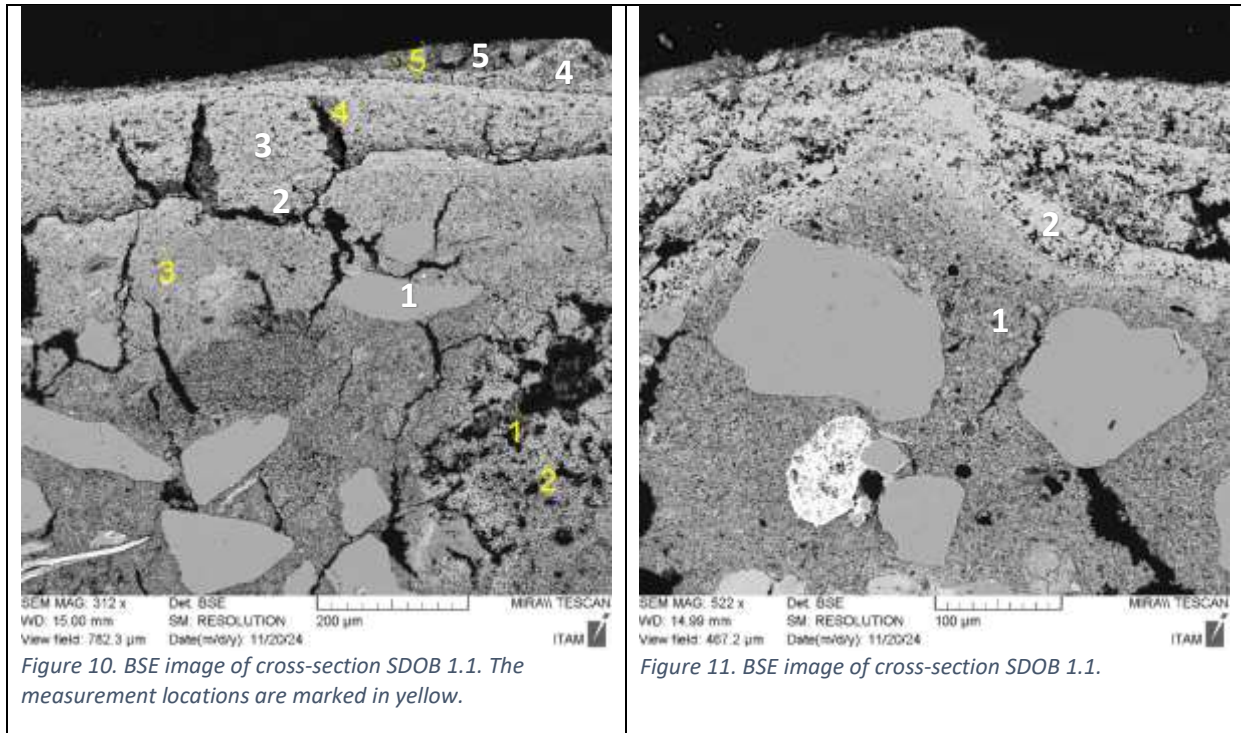 5
5
4
4
3
2
3
1
1
2
SEM MAG: 312 x
Det: BSE
MIRA\\ TESCAN
WD: 15.00 mm
SM: RESOLUTION
200 µm
View field: 782.3 µm
Date(m/d/y): 11/20/24
ITAM
Figure 10. BSE image of cross-section SDOB 1.1. The
measurement locations are marked in yellow.
2
1
SEM MAG: 522 x
Det: BSE
MIRA\\ TESCAN
WD: 14.99 mm
SM: RESOLUTION
100 µm
View field: 467.2 µm
Date(m/d/y): 11/20/24
ITAM
Figure 11. BSE image of cross-section SDOB 1.1.